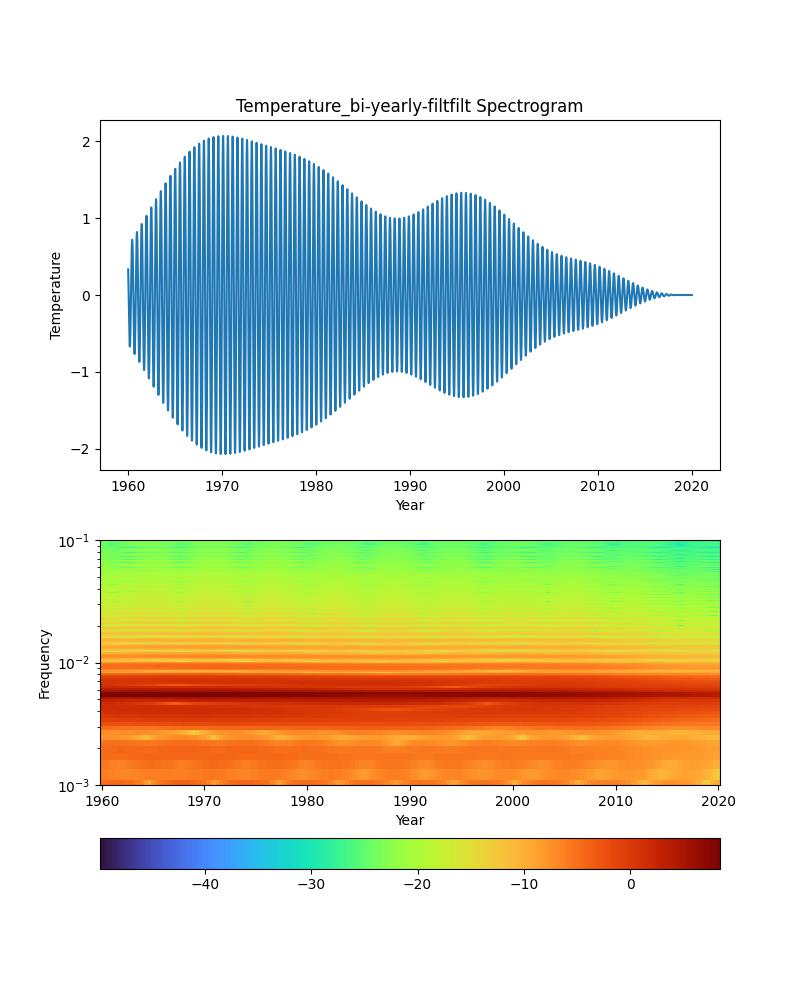 Temperature_bi-yearly-filtfilt Spectrogram
2
1
0
−1
−2
Temperature
1960 1970 1980 1990 2000 2010 2020
Year
10⁻¹
10⁻²
10⁻³
Frequency
1960 1970 1980 1990 2000 2010 2020
Year
−40 −30 −20 −10 0